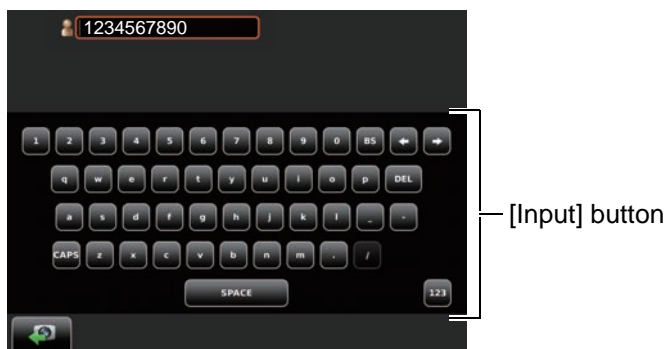 1234567890
1 2 3 4 5 6 7 8 9 0 BS
q w e r t y u i o p DEL
a s d f g h j k l _ -
[Input] button
CAPS z x c v b n m . /
SPACE 123